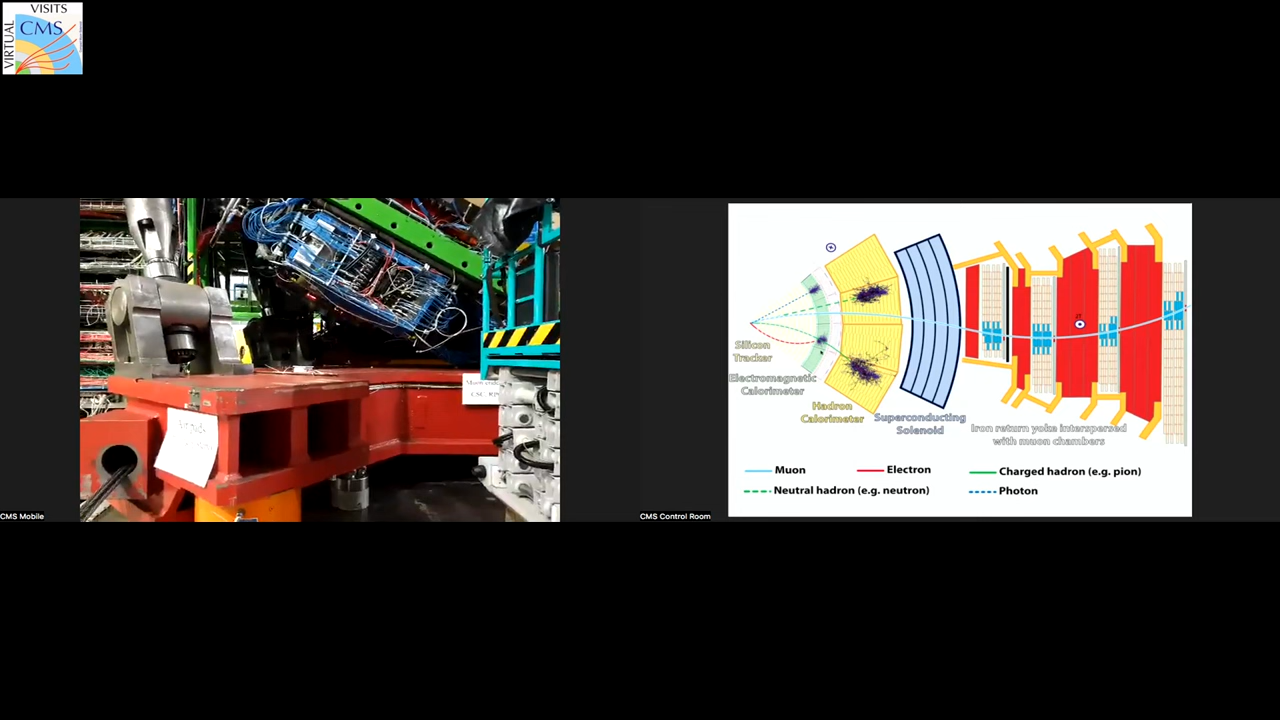 VISITS
CMS
VIRTUAL
Silicon
Tracker
Electromagnetic
Calorimeter
Hadron
Calorimeter
Superconducting
Solenoid
Iron return yoke interspersed
with muon chambers
Muon
Electron
Charged hadron (e.g. pion)
Neutral hadron (e.g. neutron)
Photon
CMS Mobile
CMS Control Room